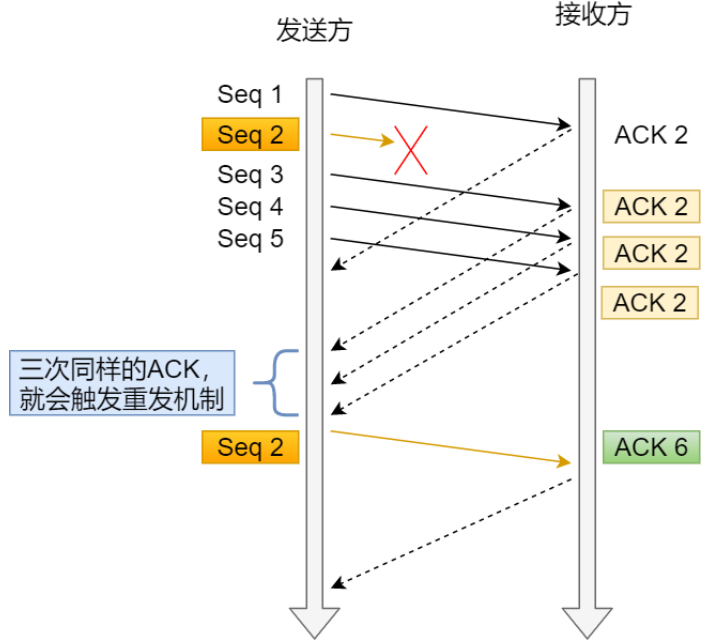 发送方
接收方
Seq 1
Seq 2
ACK 2
Seq 3
Seq 4
ACK 2
Seq 5
ACK 2
ACK 2
三次同样的ACK,
就会触发重发机制
Seq 2
ACK 6